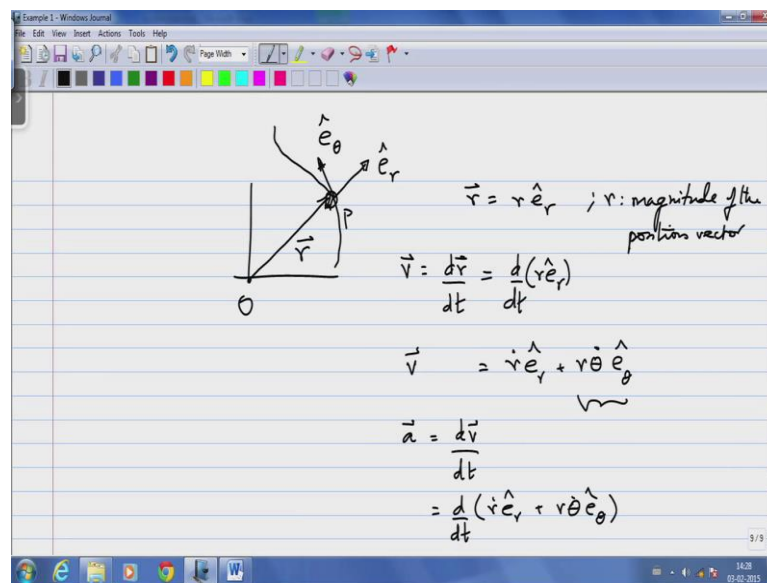 Example 1 - Windows Journal
File Edit View Insert Actions Tools Help
Page Width
ê_θ
ê_r
P
r⃗
O
r⃗ = r ê_r ; r: magnitude of the
position vector
v⃗ = dr⃗/dt = d/dt (r ê_r)
v⃗ = ṙ ê_r + r θ̇ ê_θ
a⃗ = dv⃗/dt
= d/dt (ṙ ê_r + r θ̇ ê_θ)
9/9
14:28
03-02-2015